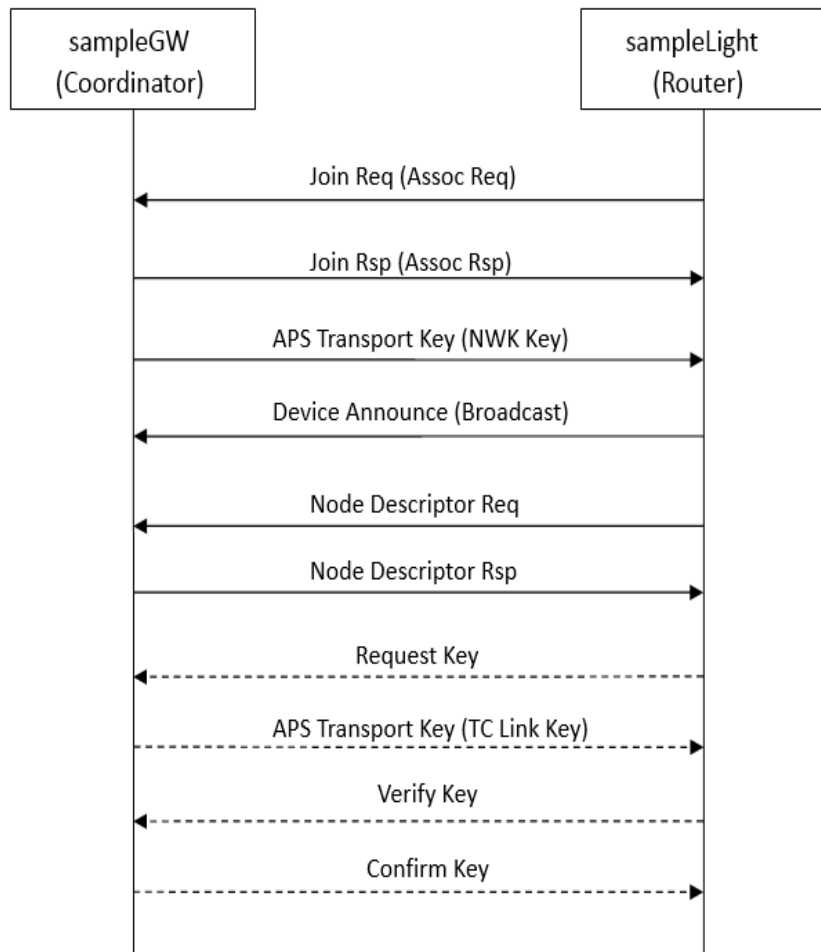 sampleGW
(Coordinator)
sampleLight
(Router)
Join Req (Assoc Req)
Join Rsp (Assoc Rsp)
APS Transport Key (NWK Key)
Device Announce (Broadcast)
Node Descriptor Req
Node Descriptor Rsp
Request Key
APS Transport Key (TC Link Key)
Verify Key
Confirm Key